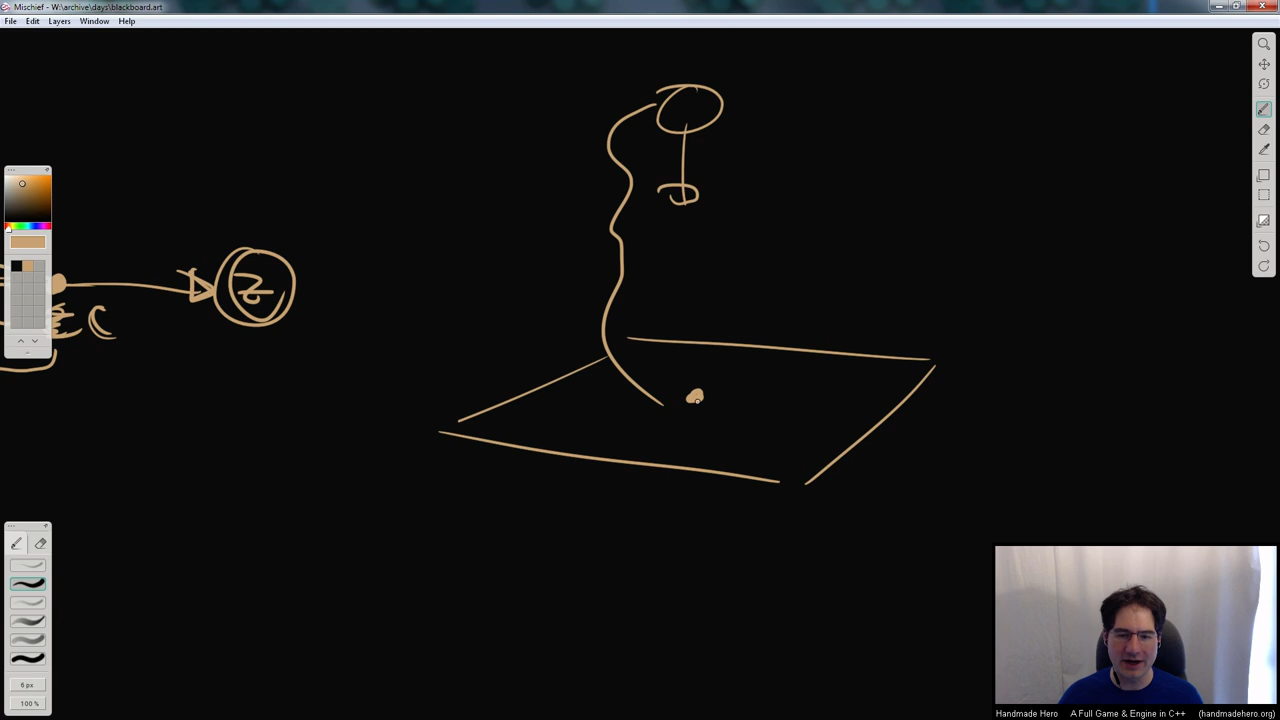 Mischief - W:\archive\days\blackboard.art
File Edit Layers Window Help
Z
C
6 px
100 %
Handmade Hero A Full Game & Engine in C++ (handmadehero.org)